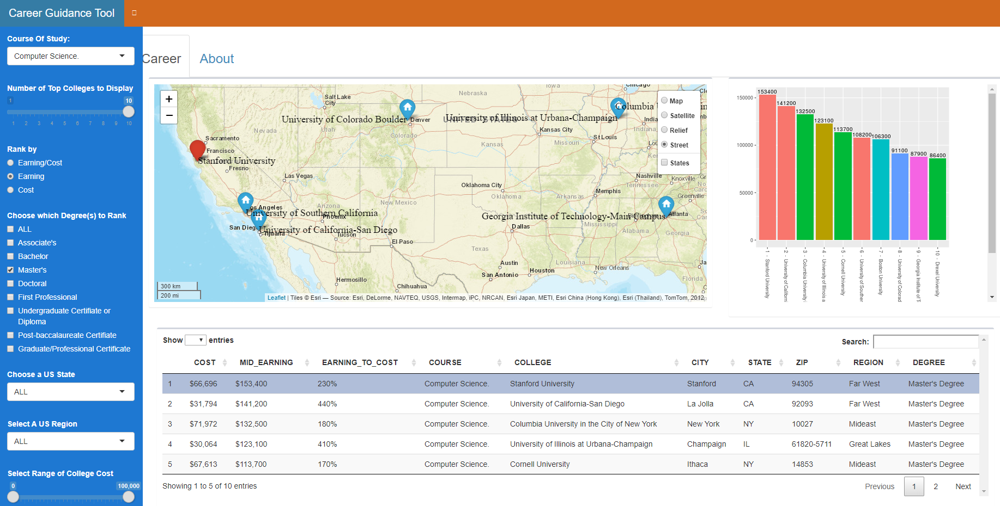 Career Guidance Tool
Course Of Study:
Computer Science.
Number of Top Colleges to Display
1 10
1 2 3 4 5 6 7 8 9 10
Rank by
Earning/Cost
Earning
Cost
Choose which Degree(s) to Rank
ALL
Associate's
Bachelor
Master's
Doctoral
First Professional
Undergraduate Certifiate or
Diploma
Post-baccalaureate Certifiate
Graduate/Professional Certificate
Choose a US State
ALL
Select A US Region
ALL
Select Range of College Cost
0 100,000
Career About
+
−
Salt Lake
City
Nebraska
Iowa
Chicago
University of Colorado Boulder
Denver
UNITED STATES
University of Illinois at Urbana-Champaign
Columbia
Nevada
Utah
Colorado
Kansas City
Indiana
Sacramento
Francisco
Kansas
Missouri
St Louis
Stanford University
Fresno
Las Vegas
Nashville
Knoxville
Tennessee
Oklahoma City
Oklahoma
Arkansas
Memphis
Greenville
Los Angeles
Arizona
New Mexico
University of Southern California
Phoenix
Georgia Institute of Technology-Main Campus
Atlanta
San Diego
University of California-San Diego
Tijuana
Tucson
Dallas
Mississippi
Alabama
Georgia
El Paso
Texas
Austin
San Antonio
Houston
Louisiana
New Orleans
Florida
Hermosillo
Chihuahua
Map
Satellite
Relief
Street
States
300 km
200 mi
Leaflet | Tiles © Esri — Source: Esri, DeLorme, NAVTEQ, USGS, Intermap, iPC, NRCAN, Esri Japan, METI, Esri China (Hong Kong), Esri (Thailand), TomTom, 2012
150000
100000
50000
0
153400
141200
132500
123100
113700
108200
106300
91100
87900
86400
1 - Stanford University
2 - University of Californi
3 - Columbia University i
4 - University of Illinois a
5 - Cornell University
6 - University of Souther
7 - Boston University
8 - University of Colorad
9 - Georgia Institute of T
10 - Drexel University
Show entries
Search:
COST MID_EARNING EARNING_TO_COST COURSE COLLEGE CITY STATE ZIP REGION DEGREE
1 $66,696 $153,400 230% Computer Science. Stanford University Stanford CA 94305 Far West Master's Degree
2 $31,794 $141,200 440% Computer Science. University of California-San Diego La Jolla CA 92093 Far West Master's Degree
3 $71,972 $132,500 180% Computer Science. Columbia University in the City of New York New York NY 10027 Mideast Master's Degree
4 $30,064 $123,100 410% Computer Science. University of Illinois at Urbana-Champaign Champaign IL 61820-5711 Great Lakes Master's Degree
5 $67,613 $113,700 170% Computer Science. Cornell University Ithaca NY 14853 Mideast Master's Degree
Showing 1 to 5 of 10 entries
Previous 1 2 Next